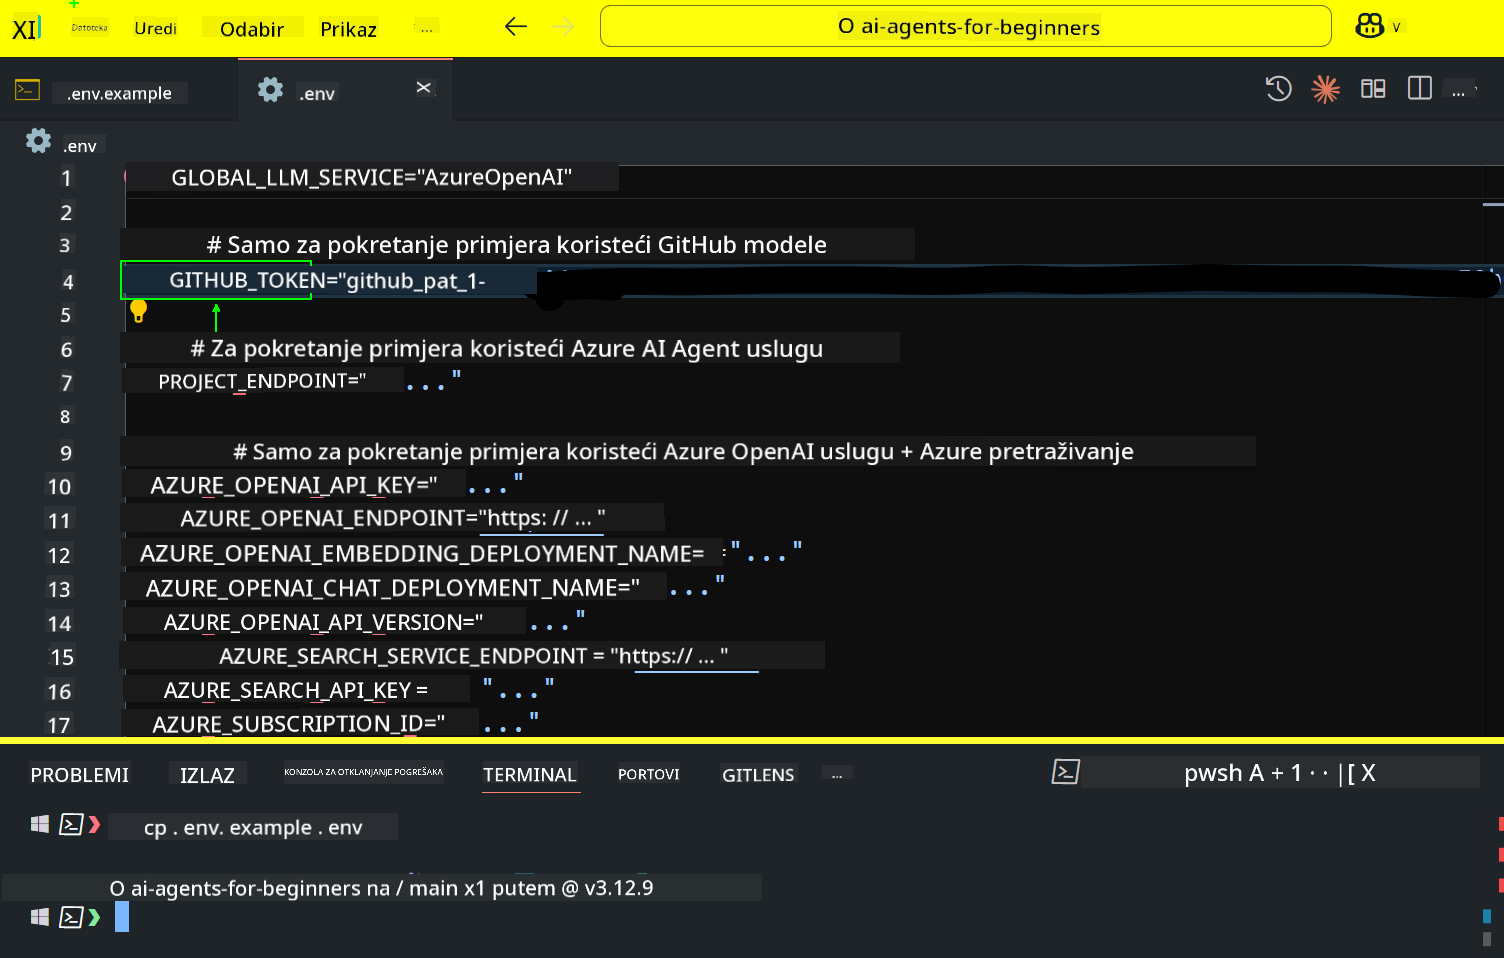 XI Datoteka Uredi Odabir Prikaz ... O ai-agents-for-beginners v
.env.example .env ...
.env
1 GLOBAL_LLM_SERVICE="AzureOpenAI"
2
3 # Samo za pokretanje primjera koristeći GitHub modele
4 GITHUB_TOKEN="github_pat_1-
5
6 # Za pokretanje primjera koristeći Azure AI Agent uslugu
7 PROJECT_ENDPOINT=" ..."
8
9 # Samo za pokretanje primjera koristeći Azure OpenAI uslugu + Azure pretraživanje
10 AZURE_OPENAI_API_KEY=" ..."
11 AZURE_OPENAI_ENDPOINT="https: // ... "
12 AZURE_OPENAI_EMBEDDING_DEPLOYMENT_NAME= ="..."
13 AZURE_OPENAI_CHAT_DEPLOYMENT_NAME=" ..."
14 AZURE_OPENAI_API_VERSION=" ..."
15 AZURE_SEARCH_SERVICE_ENDPOINT = "https:// ... "
16 AZURE_SEARCH_API_KEY = "..."
17 AZURE_SUBSCRIPTION_ID=" ..."
PROBLEMI IZLAZ KONZOLA ZA OTKLANJANJE POGREŠAKA TERMINAL PORTOVI GITLENS ... pwsh A + 1 · · |[ X
cp . env. example . env
O ai-agents-for-beginners na / main x1 putem @ v3.12.9